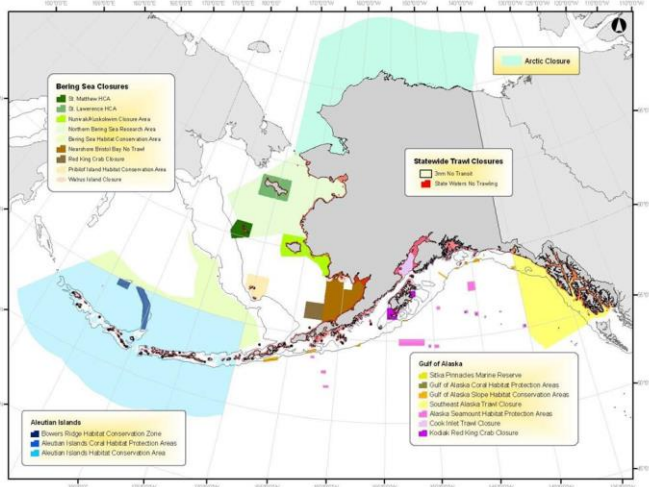 Arctic Closure
Bering Sea Closures
St. Matthew HCA
St. Lawrence HCA
Nunivak/Kuskokwim Closure Area
Northern Bering Sea Research Area
Bering Sea Habitat Conservation Area
Nearshore Bristol Bay No Trawl
Red King Crab Closure
Pribilof Island Habitat Conservation Area
Walrus Island Closure
Statewide Trawl Closures
3nm No Transit
State Waters No Trawling
Gulf of Alaska
Sitka Pinnacles Marine Reserve
Gulf of Alaska Coral Habitat Protection Areas
Gulf of Alaska Slope Habitat Conservation Areas
Southeast Alaska Trawl Closure
Alaska Seamount Habitat Protection Areas
Cook Inlet Trawl Closure
Kodiak Red King Crab Closure
Aleutian Islands
Bowers Ridge Habitat Conservation Zone
Aleutian Islands Coral Habitat Protection Areas
Aleutian Islands Habitat Conservation Area